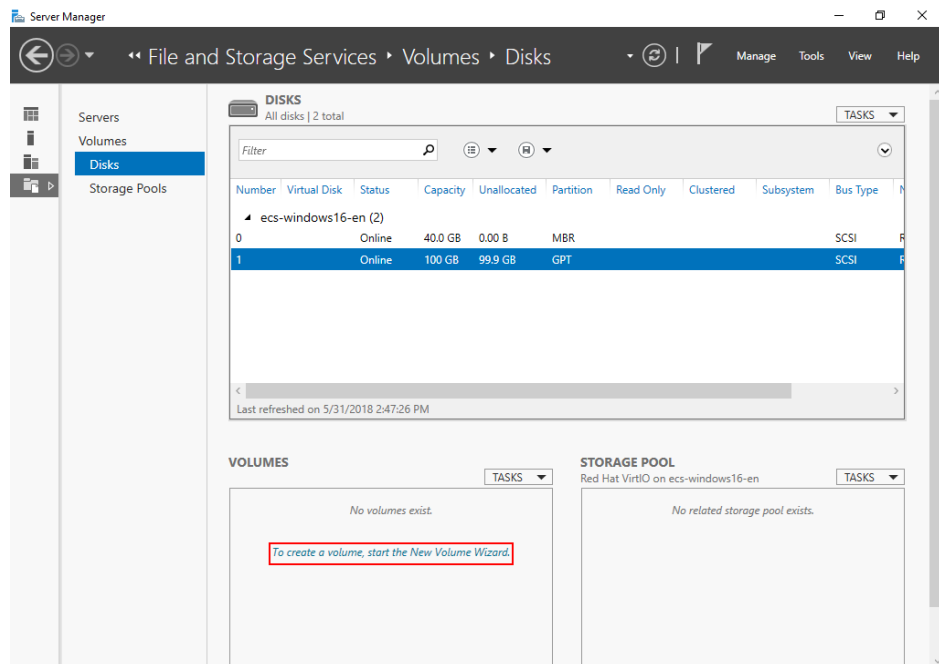 Server Manager
File and Storage Services Volumes Disks
Manage Tools View Help
Servers
Volumes
Disks
Storage Pools
DISKS
All disks | 2 total
TASKS
Filter
Number Virtual Disk Status Capacity Unallocated Partition Read Only Clustered Subsystem Bus Type
ecs-windows16-en (2)
0 Online 40.0 GB 0.00 B MBR SCSI
1 Online 100 GB 99.9 GB GPT SCSI
Last refreshed on 5/31/2018 2:47:26 PM
VOLUMES
TASKS
No volumes exist.
To create a volume, start the New Volume Wizard.
STORAGE POOL
Red Hat VirtIO on ecs-windows16-en
TASKS
No related storage pool exists.